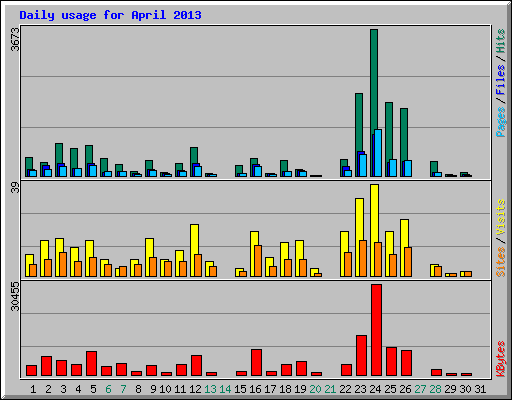 Daily usage for April 2013
3673
Pages / Files / Hits
39
Sites / Visits
30455
KBytes
1 2 3 4 5 6 7 8 9 10 11 12 13 14 15 16 17 18 19 20 21 22 23 24 25 26 27 28 29 30 31